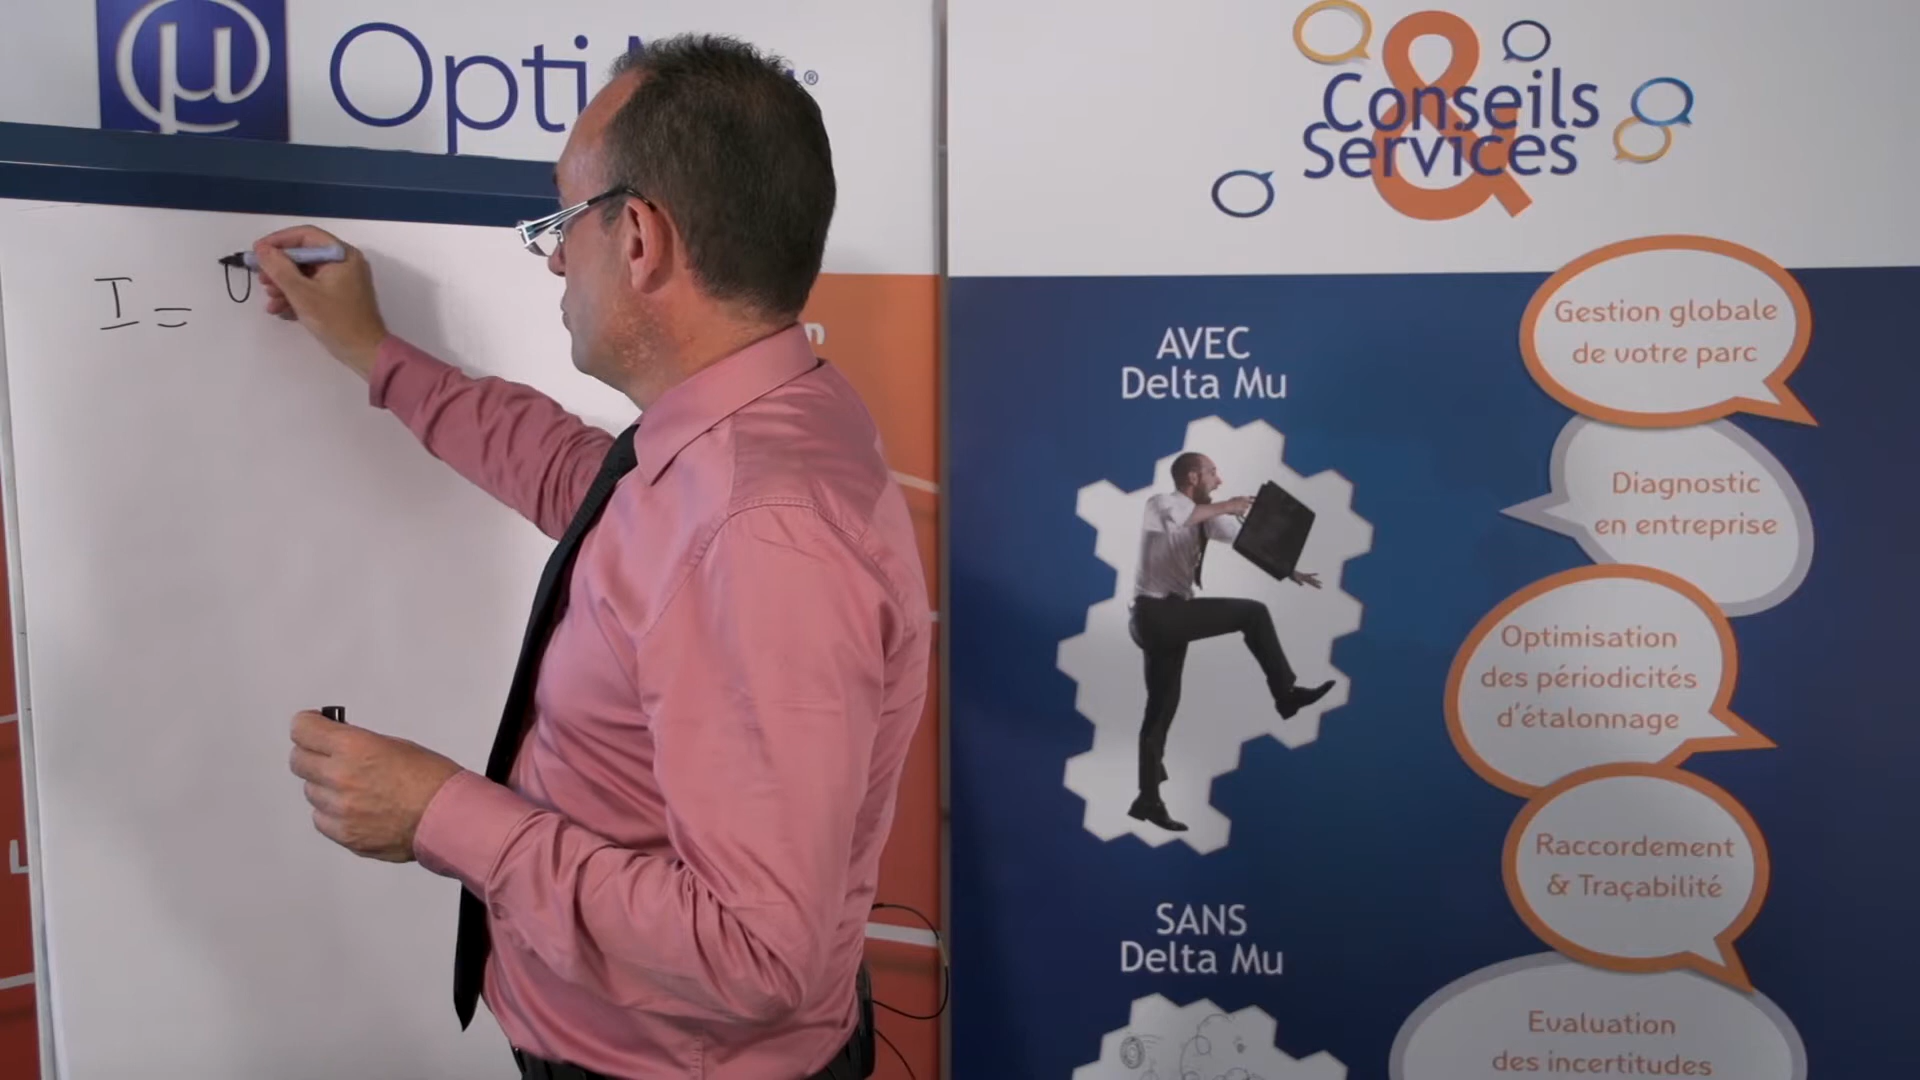 µ Opti
®
I = U
Conseils
&
Services
AVEC
Delta Mu
Gestion globale
de votre parc
Diagnostic
en entreprise
Optimisation
des périodicités
d'étalonnage
Raccordement
& Traçabilité
SANS
Delta Mu
Evaluation
des incertitudes